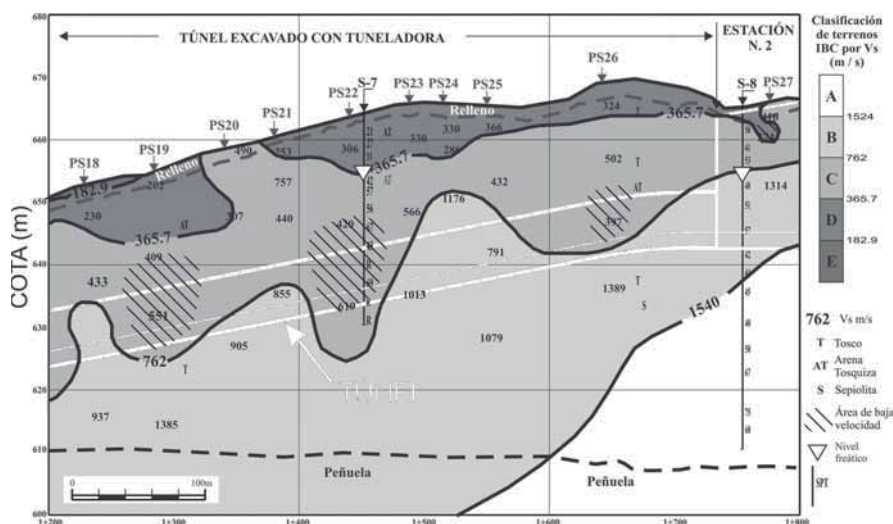 680
670
660
650
640
630
620
610
600
COTA (m)
TÚNEL EXCAVADO CON TUNELADORA
ESTACIÓN
N. 2
PS18
PS19
PS20
PS21
PS22
S-7
PS23
PS24
PS25
PS26
S-8
PS27
Relleno
Relleno
182.9
202
490
253
306
AT
330
330
366
286
324
T
365.7
230
AT
365.7
757
365.7
AT
502
T
1314
440
420
566
1176
432
AT
397
409
433
551
855
619
1013
791
1389
T
S
1540
762
T
905
1079
TÚNEL
937
1385
Peñuela
Peñuela
0
100m
1+200
1+300
1+400
1+500
1+600
1+700
1+800
Clasificación
de terrenos
IBC por Vs
(m / s)
A
1524
B
762
C
365.7
D
182.9
E
762 Vs m/s
T Tosco
AT Arena
Tosquiza
S Sepiolita
Área de baja
velocidad
Nivel
freático
SPT